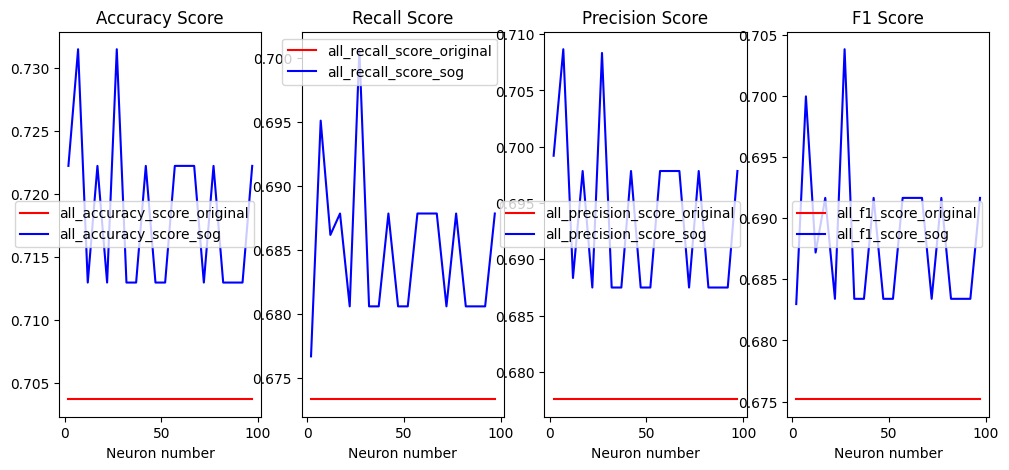 Accuracy Score
0.730
0.725
0.720
0.715
0.710
0.705
all_accuracy_score_original
all_accuracy_score_sog
0
50
100
Neuron number
Recall Score
0.700
0.695
0.690
0.685
0.680
0.675
all_recall_score_original
all_recall_score_sog
0
50
100
Neuron number
Precision Score
0.710
0.705
0.700
0.695
0.690
0.685
0.680
all_precision_score_original
all_precision_score_sog
0
50
100
Neuron number
F1 Score
0.705
0.700
0.695
0.690
0.685
0.680
0.675
all_f1_score_original
all_f1_score_sog
0
50
100
Neuron number